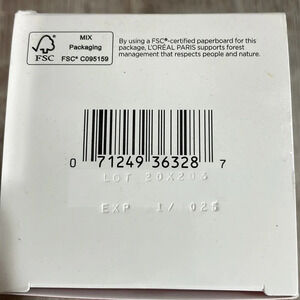 MIX
Packaging
FSC
FSC® C095159
By using a FSC®-certified paperboard for this
package, L'ORÉAL PARIS supports forest
management that respects people and nature.
0 71249 36328 7
LOT 20X203
EXP 1/ 025